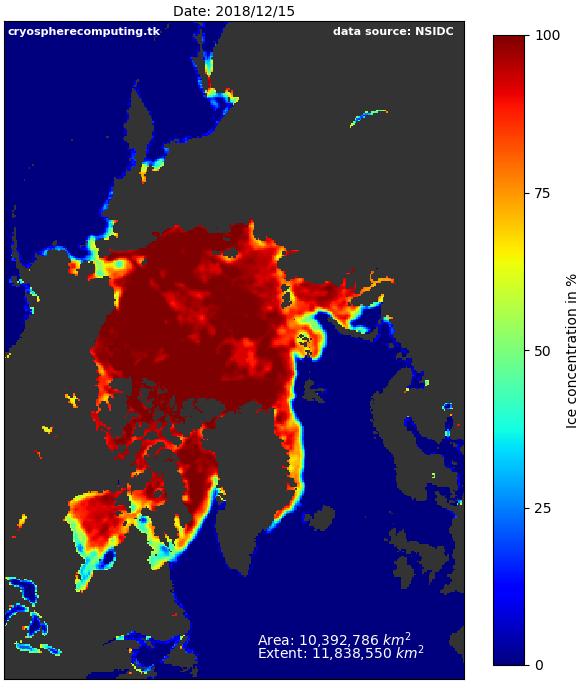 Date: 2018/12/15
cryospherecomputing.tk
data source: NSIDC
100
75
50
25
0
Ice concentration in %
Area: 10,392,786 km²
Extent: 11,838,550 km²